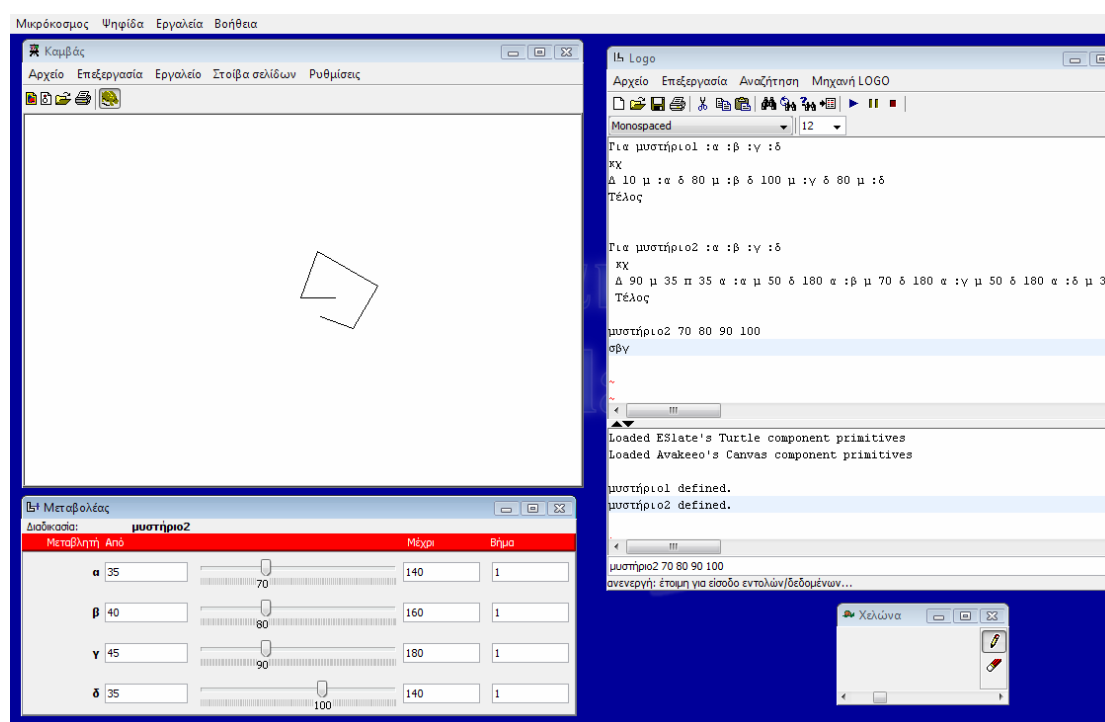 Μικρόκοσμος Ψηφίδα Εργαλεία Βοήθεια
Καμβάς
Αρχείο Επεξεργασία Εργαλείο Στοίβα σελίδων Ρυθμίσεις
Logo
Αρχείο Επεξεργασία Αναζήτηση Μηχανή LOGO
Monospaced 12
Για μυστήριο1 :α :β :γ :δ
κχ
Δ 10 μ :α δ 80 μ :β δ 100 μ :γ δ 80 μ :δ
Τέλος
Για μυστήριο2 :α :β :γ :δ
κχ
Δ 90 μ 35 π 35 α :α μ 50 δ 180 α :β μ 70 δ 180 α :γ μ 50 δ 180 α :δ μ 3
Τέλος
μυστήριο2 70 80 90 100
σβγ
~
~
Loaded ESlate's Turtle component primitives
Loaded Avakeeo's Canvas component primitives
μυστήριο1 defined.
μυστήριο2 defined.
μυστήριο2 70 80 90 100
ανενεργή: έτοιμη για είσοδο εντολών/δεδομένων...
Μεταβολέας
Διαδικασία: μυστήριο2
Μεταβλητή Από Μέχρι Βήμα
α 35 70 140 1
β 40 80 160 1
γ 45 90 180 1
δ 35 100 140 1
Χελώνα